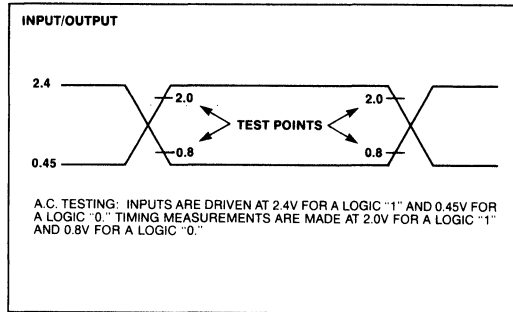 INPUT/OUTPUT
2.4
2.0
2.0
TEST POINTS
0.8
0.8
0.45
A.C. TESTING: INPUTS ARE DRIVEN AT 2.4V FOR A LOGIC "1" AND 0.45V FOR
A LOGIC "0." TIMING MEASUREMENTS ARE MADE AT 2.0V FOR A LOGIC "1"
AND 0.8V FOR A LOGIC "0."